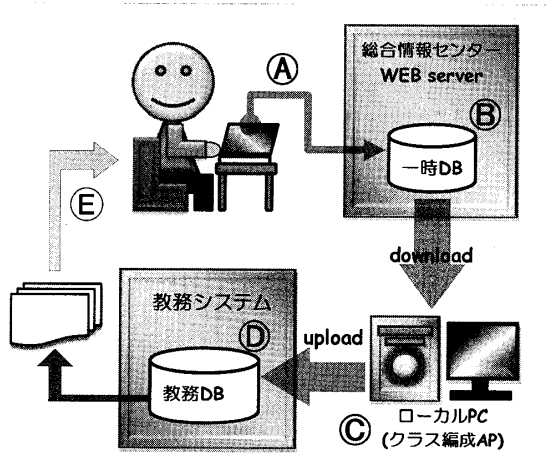 Ⓐ
総合情報センター
WEB server
Ⓑ
一時DB
Ⓔ
download
教務システム
Ⓓ
upload
教務DB
Ⓒ
ローカルPC
(クラス編成AP)